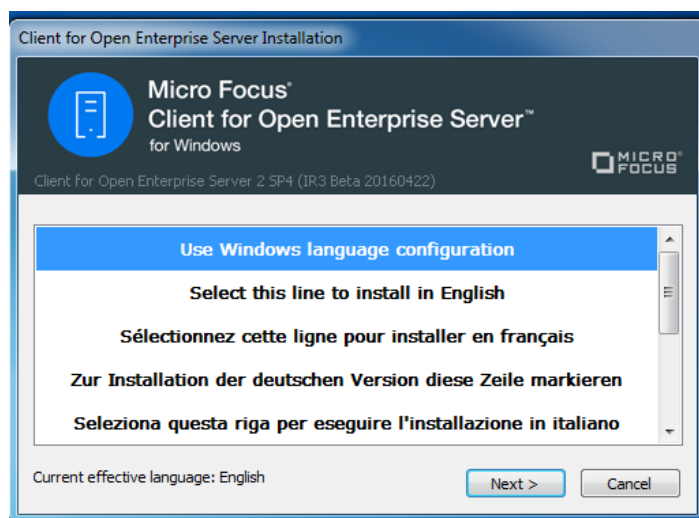 Client for Open Enterprise Server Installation
Micro Focus®
Client for Open Enterprise Server™
for Windows
MICRO®
FOCUS
Client for Open Enterprise Server 2 SP4 (IR3 Beta 20160422)
Use Windows language configuration
Select this line to install in English
Sélectionnez cette ligne pour installer en français
Zur Installation der deutschen Version diese Zeile markieren
Seleziona questa riga per eseguire l'installazione in italiano
Current effective language: English
Next >
Cancel